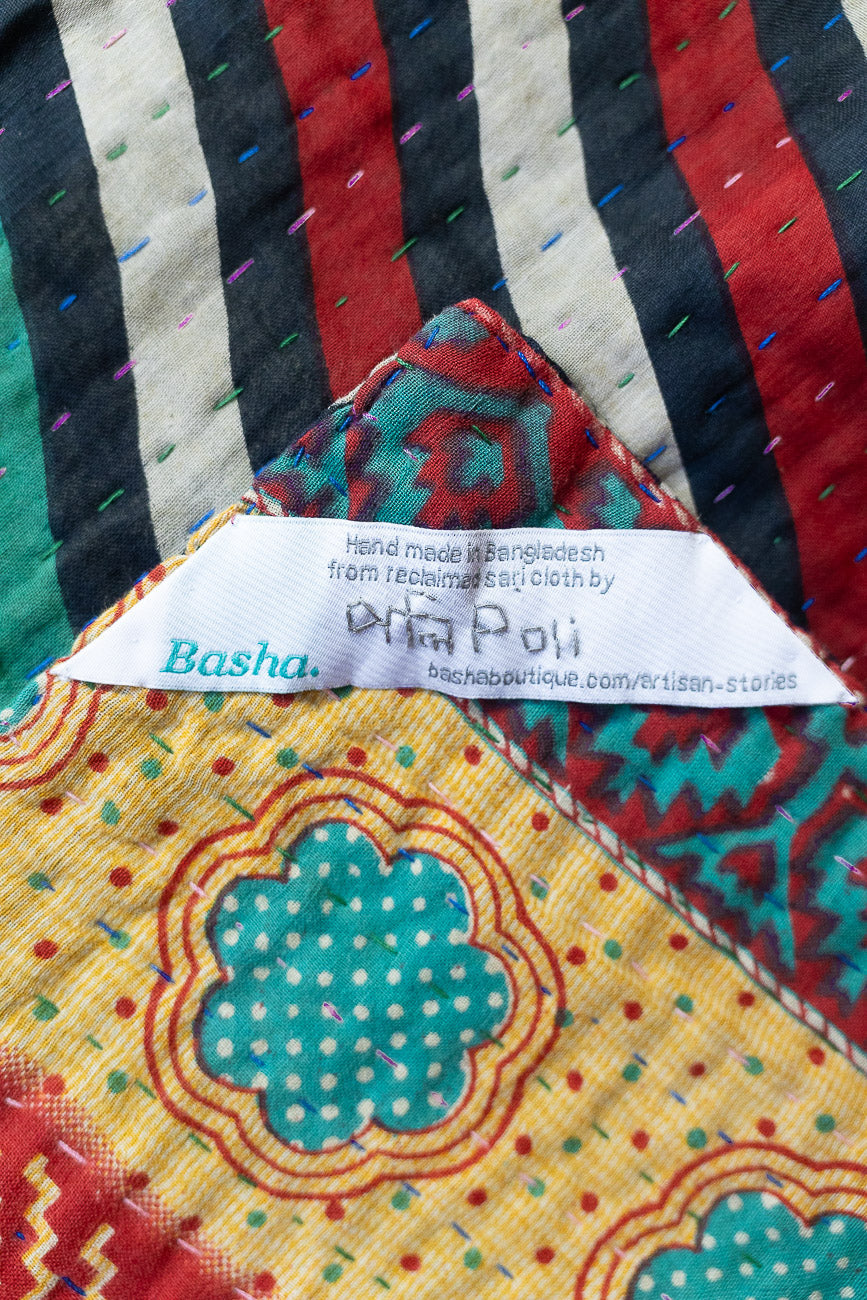 Hand made in Bangladesh
from reclaimed sari cloth by
Poli
Basha.
bashaboutique.com/artisan-stories